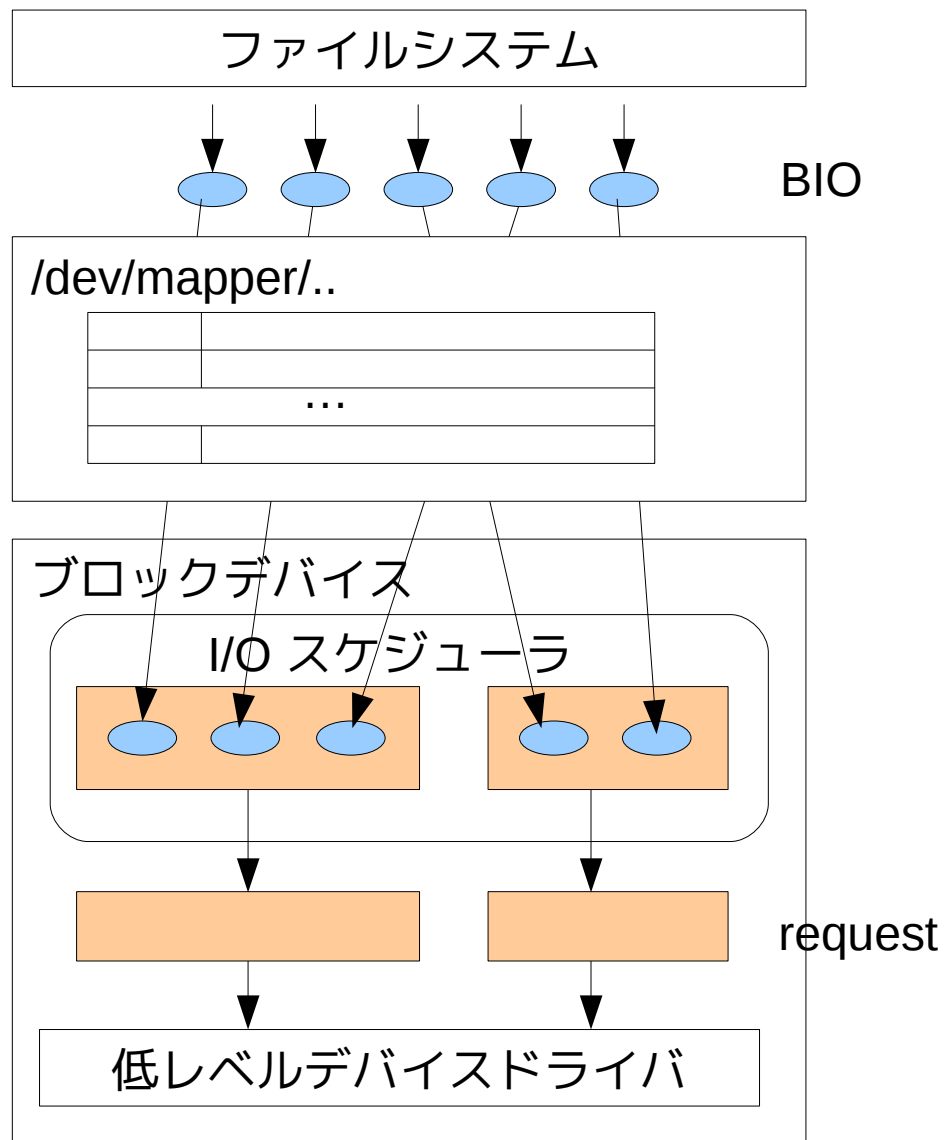 ファイルシステム
BIO
/dev/mapper/..
…
ブロックデバイス
I/O スケジューラ
request
低レベルデバイスドライバ